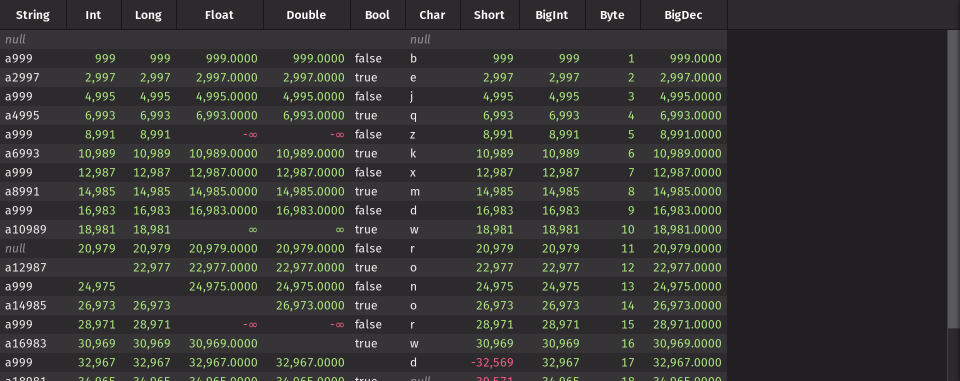 String Int Long Float Double Bool Char Short BigInt Byte BigDec
null null
a999 999 999 999.0000 999.0000 false b 999 999 1 999.0000
a2997 2,997 2,997 2,997.0000 2,997.0000 true e 2,997 2,997 2 2,997.0000
a999 4,995 4,995 4,995.0000 4,995.0000 false j 4,995 4,995 3 4,995.0000
a4995 6,993 6,993 6,993.0000 6,993.0000 true q 6,993 6,993 4 6,993.0000
a999 8,991 8,991 -∞ -∞ false z 8,991 8,991 5 8,991.0000
a6993 10,989 10,989 10,989.0000 10,989.0000 true k 10,989 10,989 6 10,989.0000
a999 12,987 12,987 12,987.0000 12,987.0000 false x 12,987 12,987 7 12,987.0000
a8991 14,985 14,985 14,985.0000 14,985.0000 true m 14,985 14,985 8 14,985.0000
a999 16,983 16,983 16,983.0000 16,983.0000 false d 16,983 16,983 9 16,983.0000
a10989 18,981 18,981 ∞ ∞ true w 18,981 18,981 10 18,981.0000
null 20,979 20,979 20,979.0000 20,979.0000 false r 20,979 20,979 11 20,979.0000
a12987 22,977 22,977.0000 22,977.0000 true o 22,977 22,977 12 22,977.0000
a999 24,975 24,975.0000 24,975.0000 false n 24,975 24,975 13 24,975.0000
a14985 26,973 26,973 26,973.0000 true o 26,973 26,973 14 26,973.0000
a999 28,971 28,971 -∞ -∞ false r 28,971 28,971 15 28,971.0000
a16983 30,969 30,969 30,969.0000 true w 30,969 30,969 16 30,969.0000
a999 32,967 32,967 32,967.0000 32,967.0000 d -32,569 32,967 17 32,967.0000
a18981 34,965 34,965 34,965.0000 34,965.0000 true null -30,571 34,965 18 34,965.0000